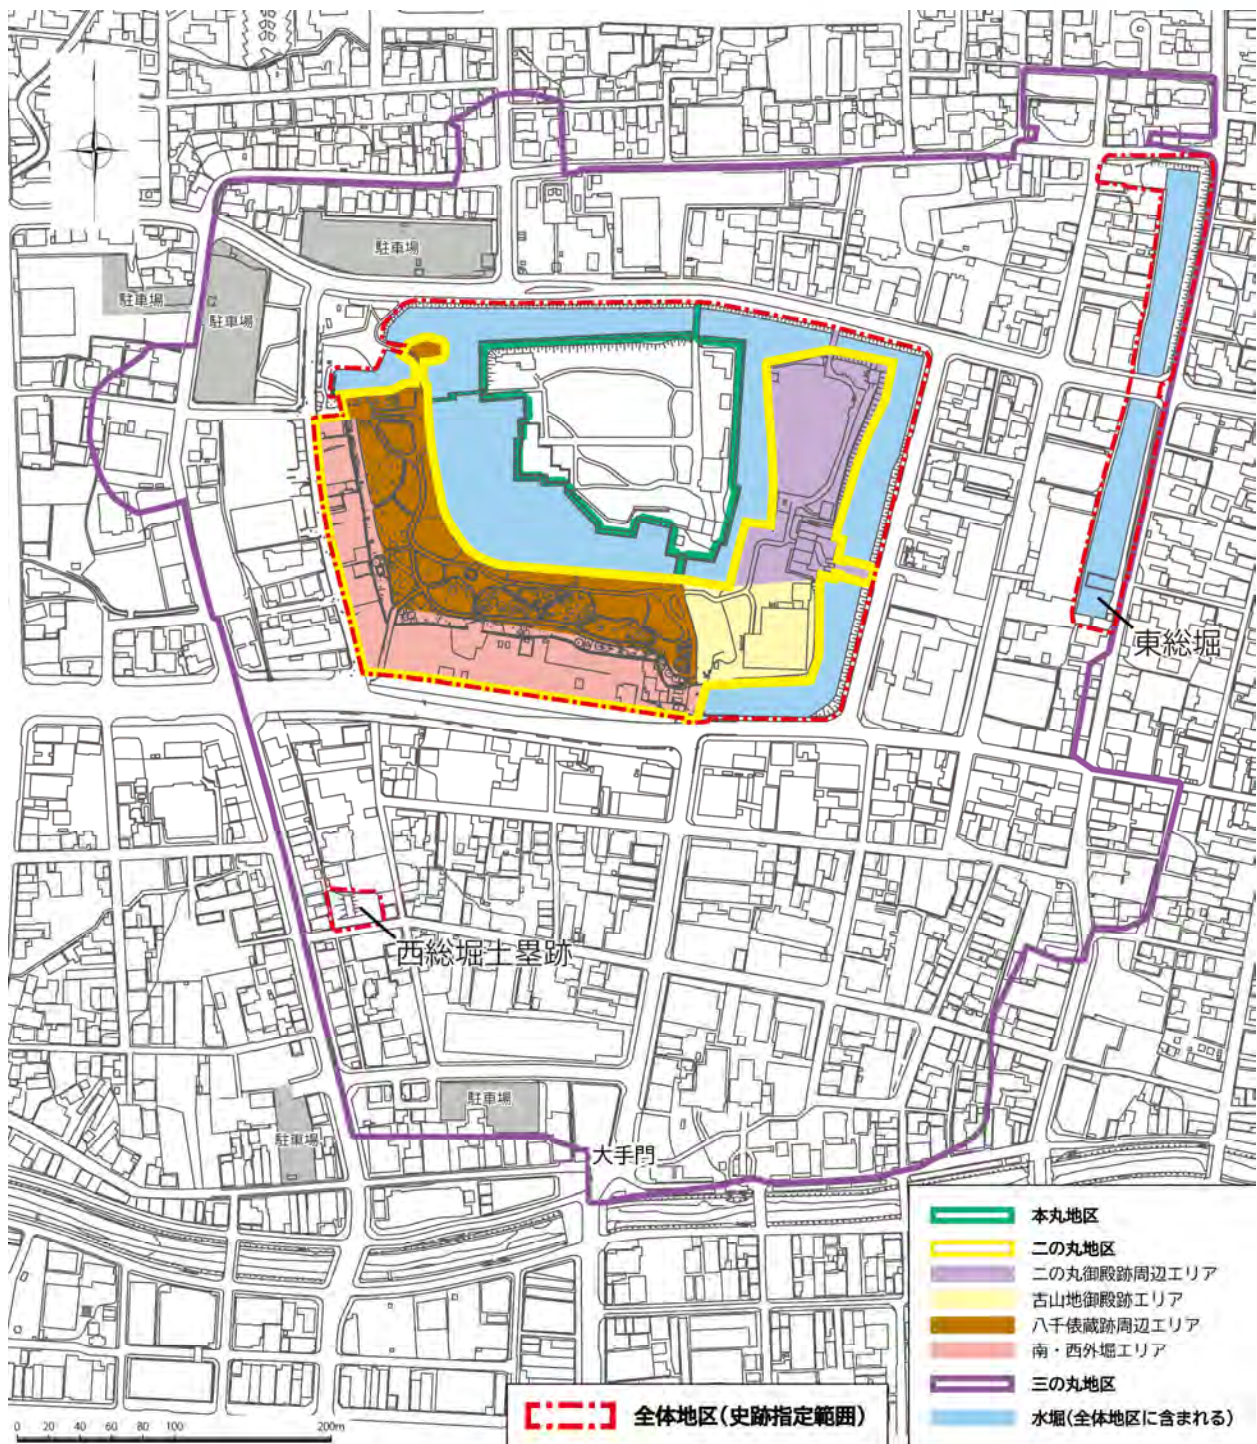 駐車場
駐車場
駐車場
東総堀
西総堀土塁跡
駐車場
駐車場
大手門
本丸地区
二の丸地区
二の丸御殿跡周辺エリア
古山地御殿跡エリア
八千俵蔵跡周辺エリア
南・西外堀エリア
三の丸地区
水堀(全体地区に含まれる)
全体地区(史跡指定範囲)
0 20 40 60 80 100 200m